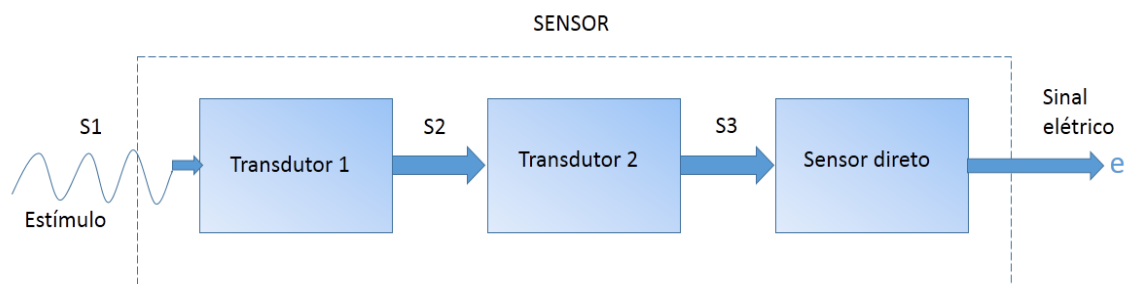 SENSOR
S1
Estímulo
Transdutor 1
S2
Transdutor 2
S3
Sensor direto
Sinal
elétrico
e